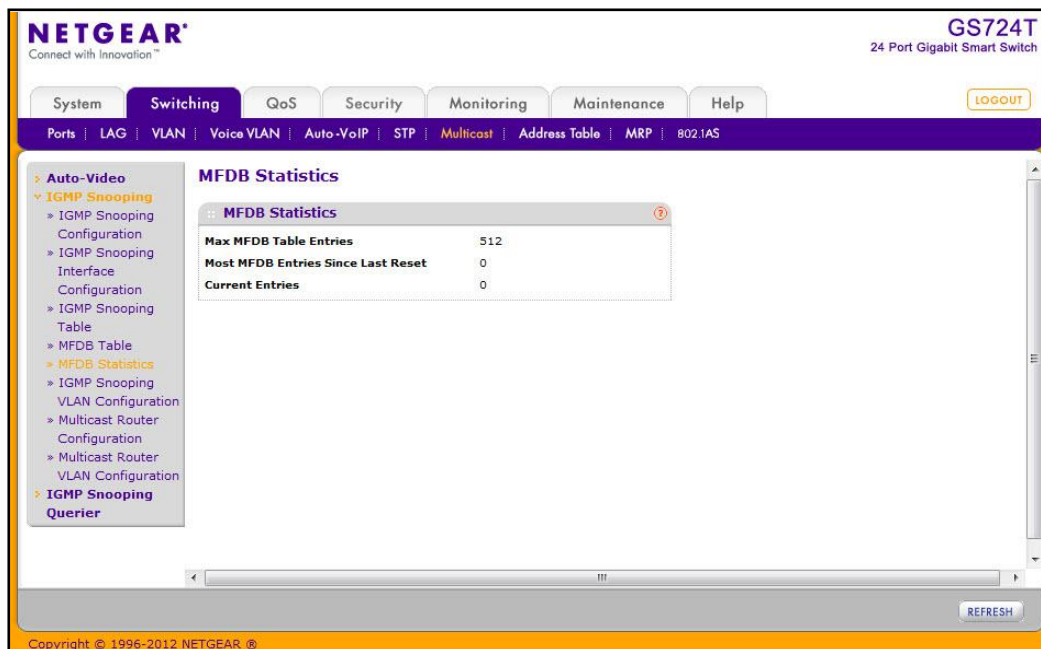 NETGEAR®
Connect with Innovation™
GS724T
24 Port Gigabit Smart Switch
System Switching QoS Security Monitoring Maintenance Help
LOGOUT
Ports | LAG | VLAN | Voice VLAN | Auto-VoIP | STP | Multicast | Address Table | MRP | 802.1AS
Auto-Video
IGMP Snooping
» IGMP Snooping
Configuration
» IGMP Snooping
Interface
Configuration
» IGMP Snooping
Table
» MFDB Table
» MFDB Statistics
» IGMP Snooping
VLAN Configuration
» Multicast Router
Configuration
» Multicast Router
VLAN Configuration
IGMP Snooping
Querier
MFDB Statistics
MFDB Statistics ?
Max MFDB Table Entries 512
Most MFDB Entries Since Last Reset 0
Current Entries 0
REFRESH
Copyright © 1996-2012 NETGEAR ®